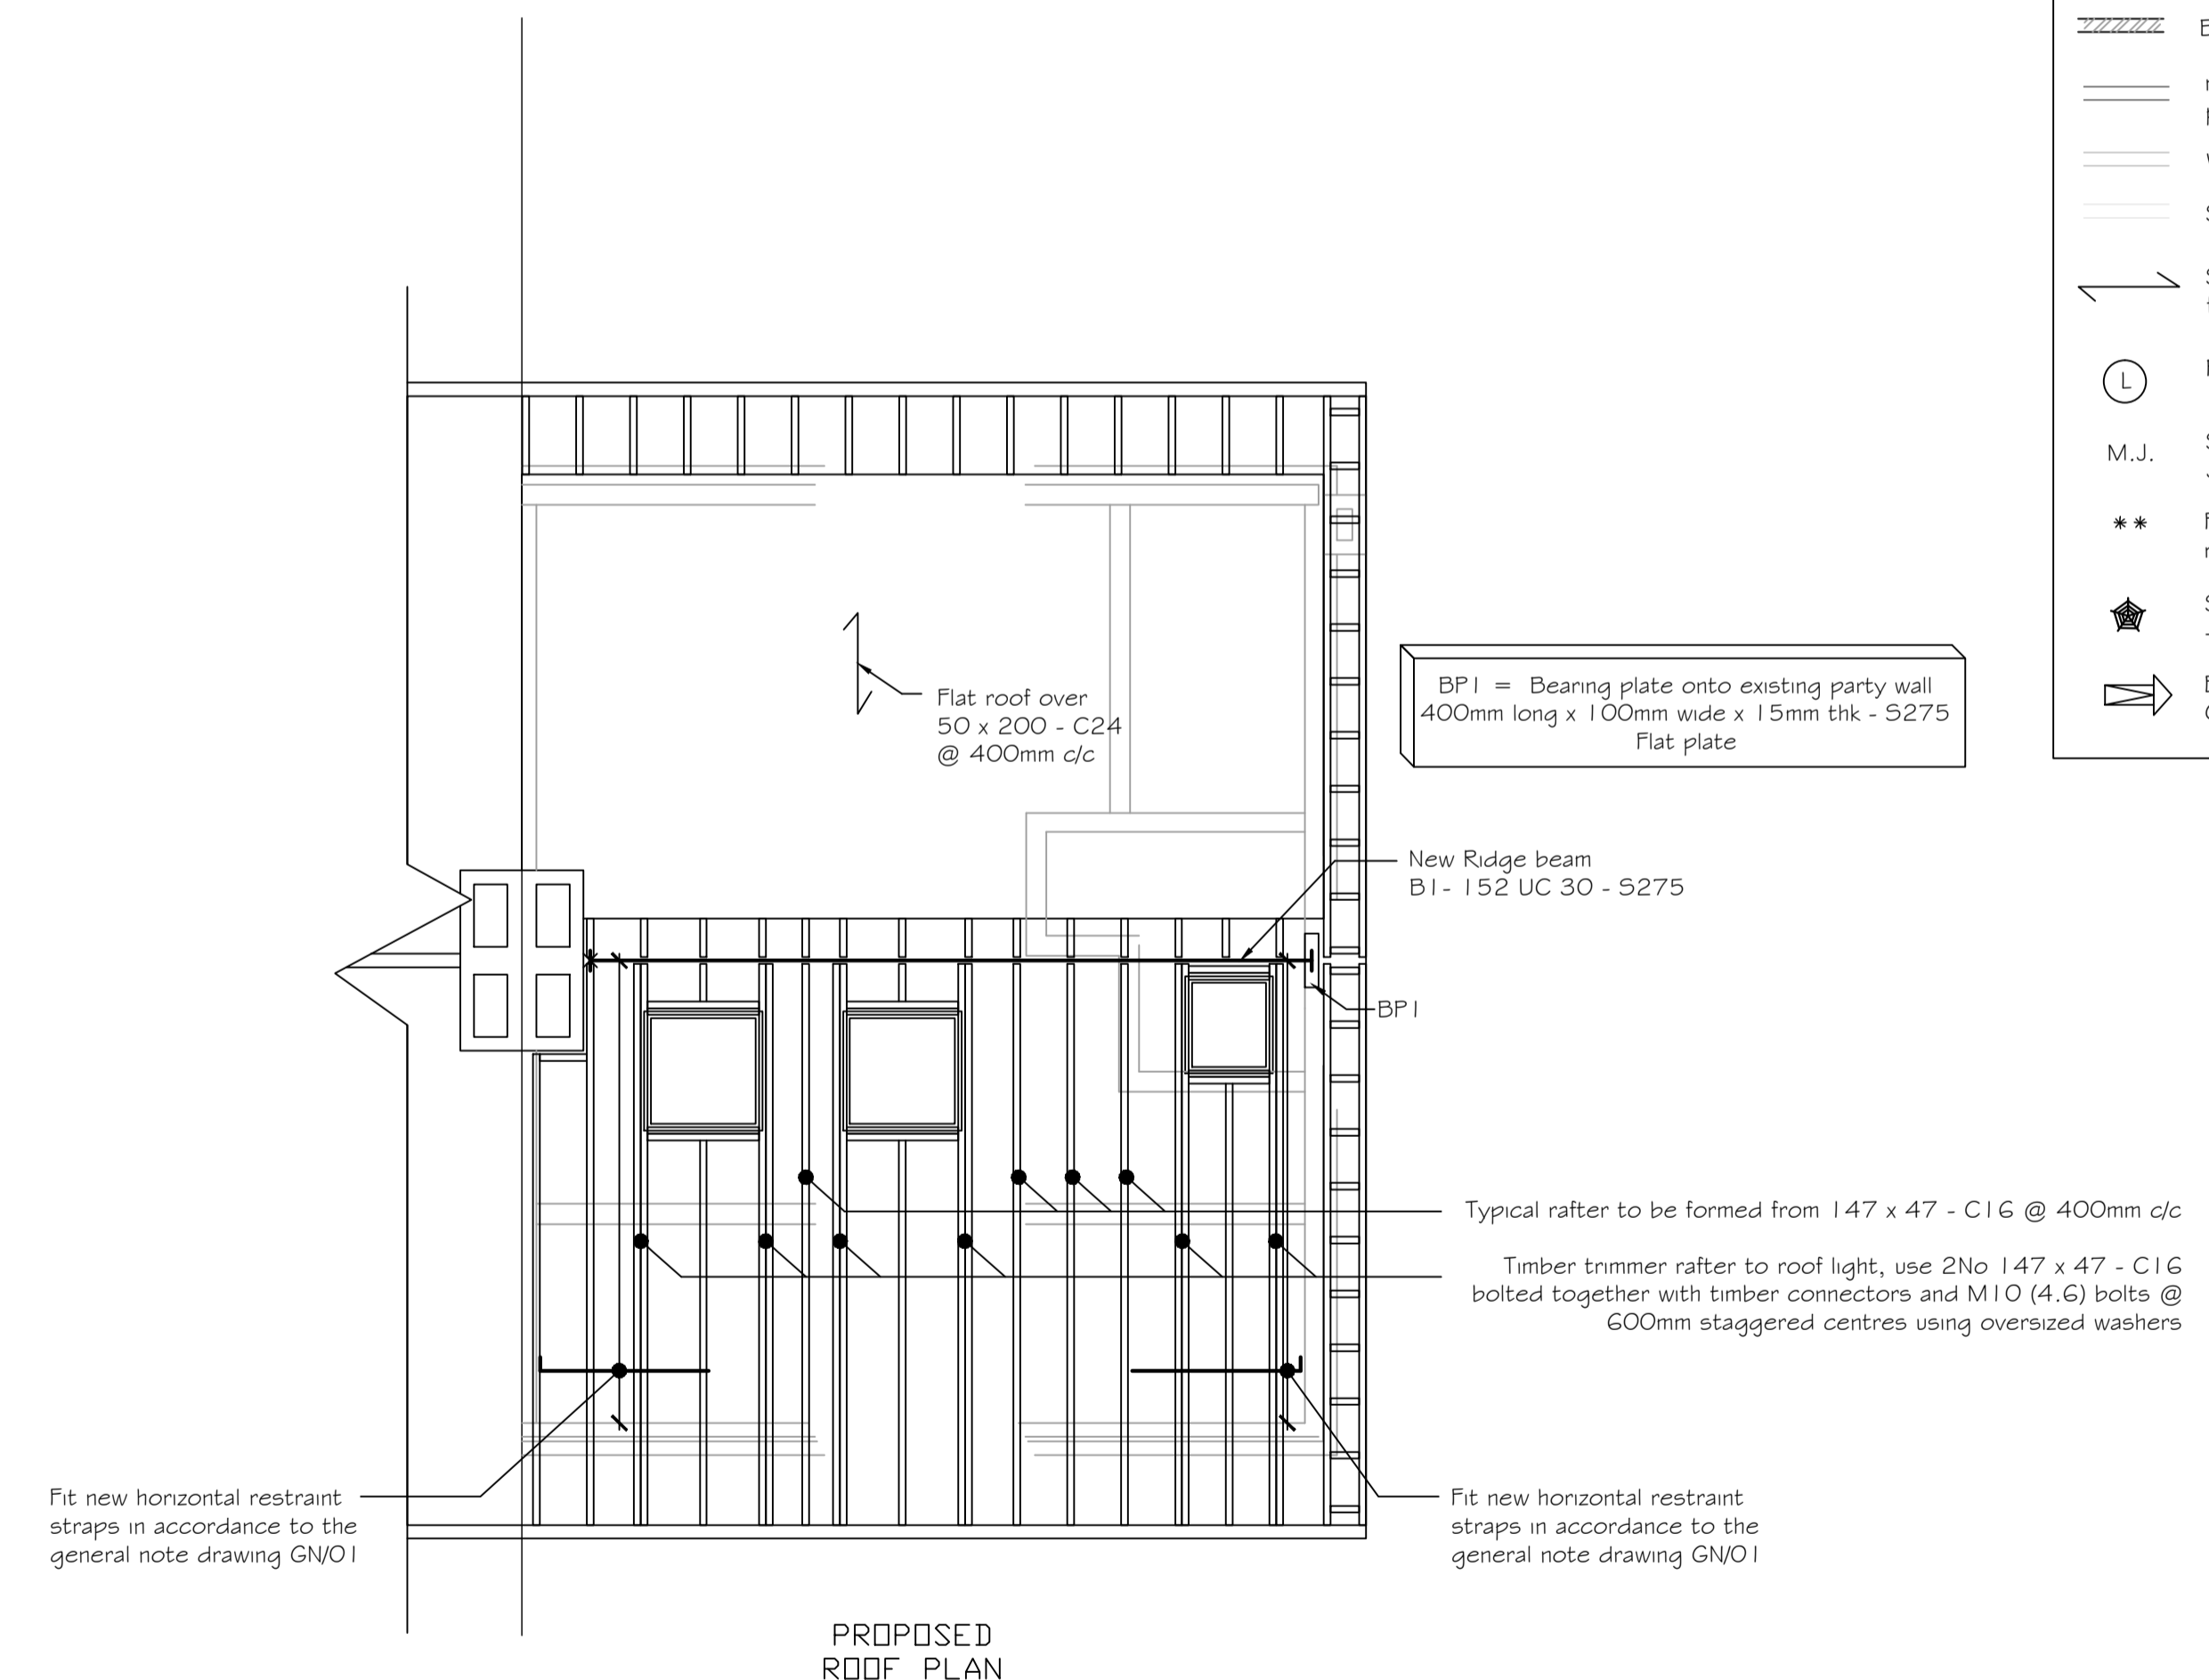 L
M.J.
**
Flat roof over
50 x 200 - C24
@ 400mm c/c
BP1 = Bearing plate onto existing party wall
400mm long x 100mm wide x 15mm thk - S275
Flat plate
New Ridge beam
B1- 152 UC 30 - S275
BP1
Typical rafter to be formed from 147 x 47 - C16 @ 400mm c/c
Timber trimmer rafter to roof light, use 2No 147 x 47 - C16
bolted together with timber connectors and M10 (4.6) bolts @
600mm staggered centres using oversized washers
Fit new horizontal restraint
straps in accordance to the
general note drawing GN/01
Fit new horizontal restraint
straps in accordance to the
general note drawing GN/01
PROPOSED
ROOF PLAN